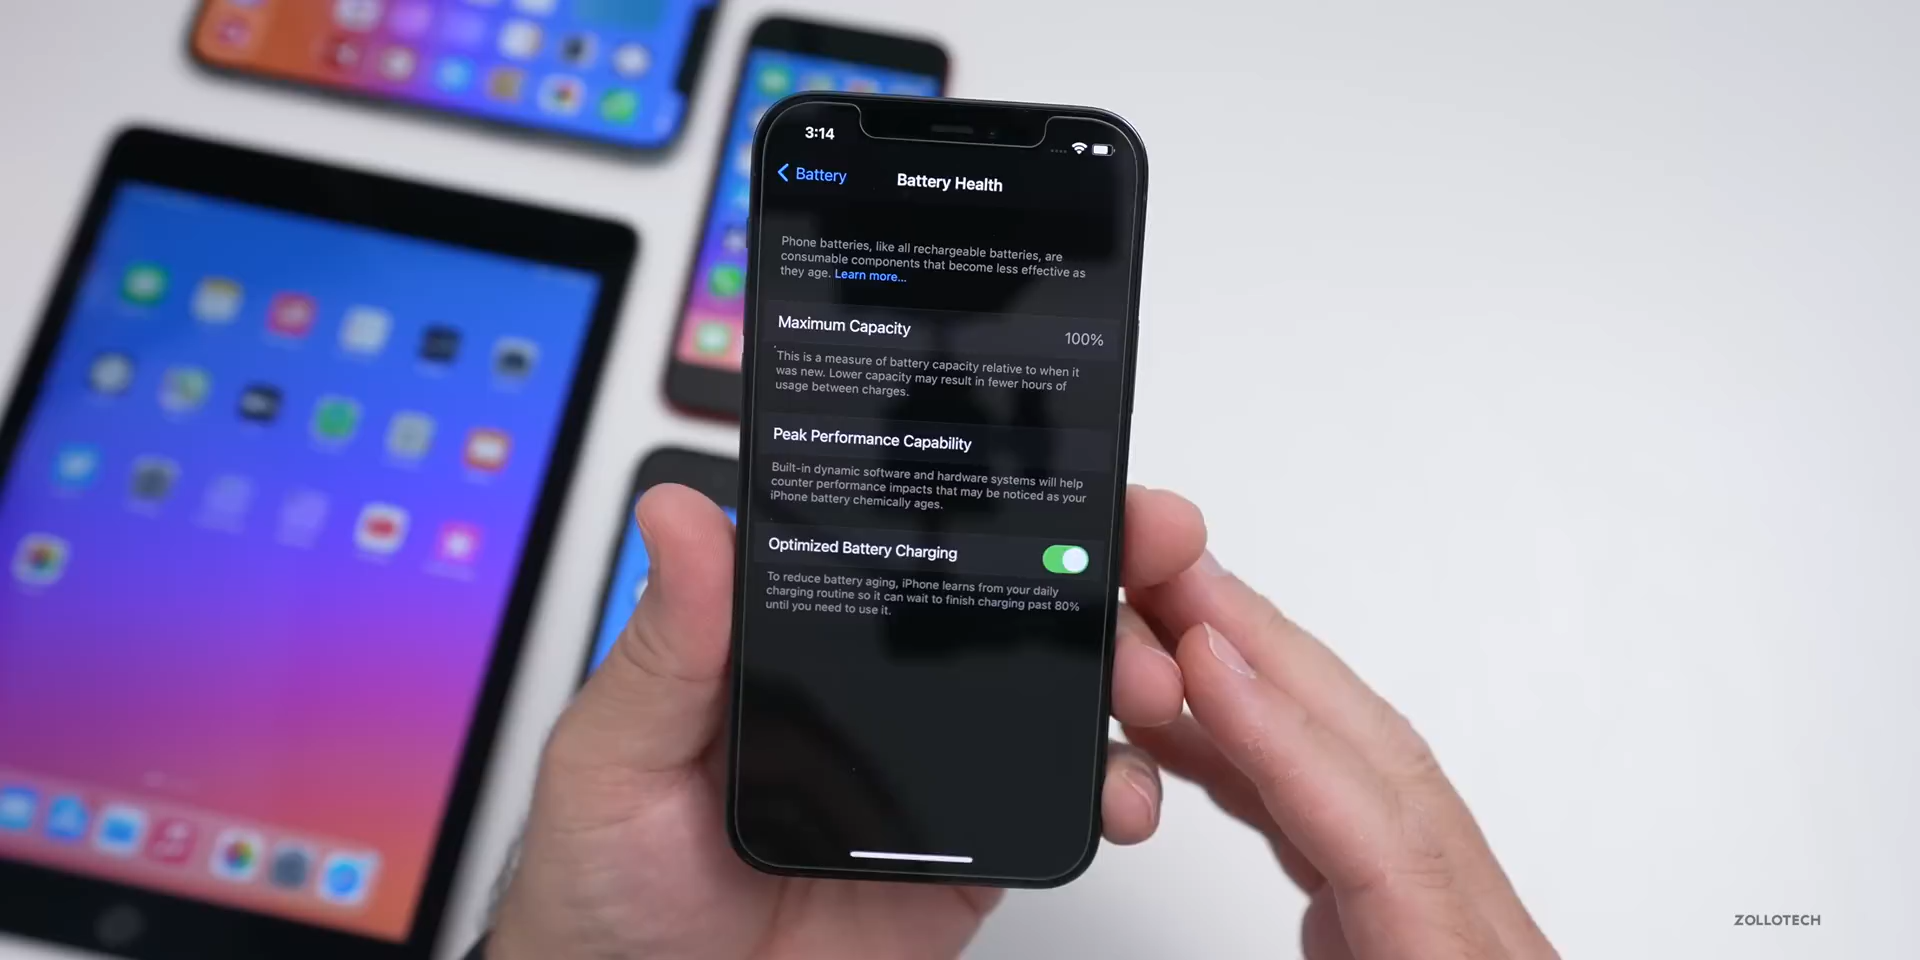 3:14
Battery
Battery Health
Phone batteries, like all rechargeable batteries, are
consumable components that become less effective as
they age. Learn more...
Maximum Capacity
100%
This is a measure of battery capacity relative to when it
was new. Lower capacity may result in fewer hours of
usage between charges.
Peak Performance Capability
Built-in dynamic software and hardware systems will help
counter performance impacts that may be noticed as your
iPhone battery chemically ages.
Optimized Battery Charging
To reduce battery aging, iPhone learns from your daily
charging routine so it can wait to finish charging past 80%
until you need to use it.
ZOLLOTECH